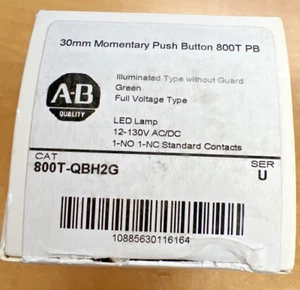 30mm Momentary Push Button 800T PB
Illuminated Type without Guard
Green
Full Voltage Type
A-B
QUALITY
LED Lamp
12-130V AC/DC
1-NO 1-NC Standard Contacts
CAT
SER
800T-QBH2G
U
10885630116164